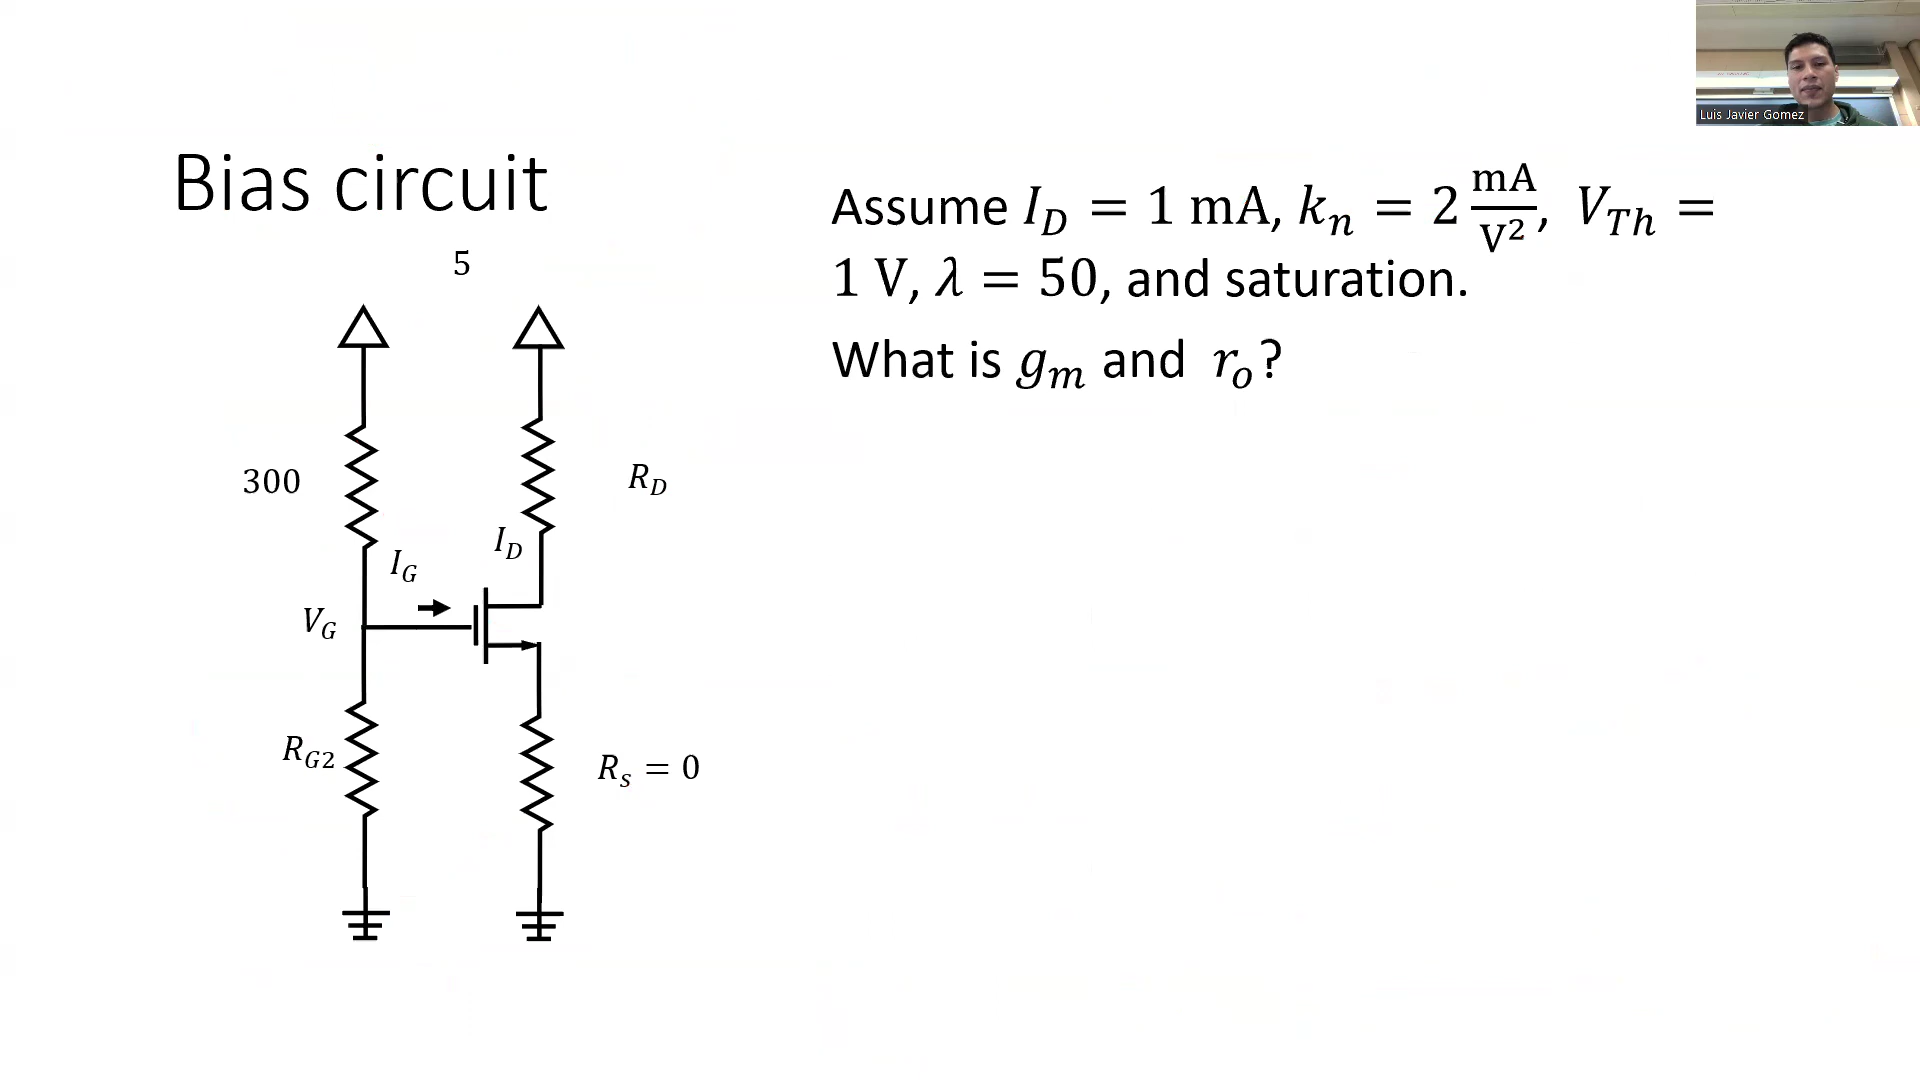 Luis Javier Gomez
Bias circuit
Assume I_D = 1 mA, k_n = 2 mA/V², V_Th =
1 V, λ = 50, and saturation.
What is g_m and r_o?
5
300
R_D
I_D
I_G
V_G
R_G2
R_s = 0